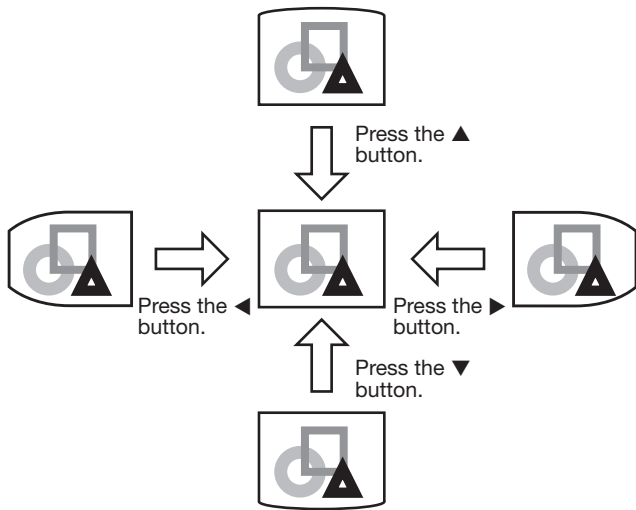 Press the ▲
button.
Press the ◀
button.
Press the ▶
button.
Press the ▼
button.